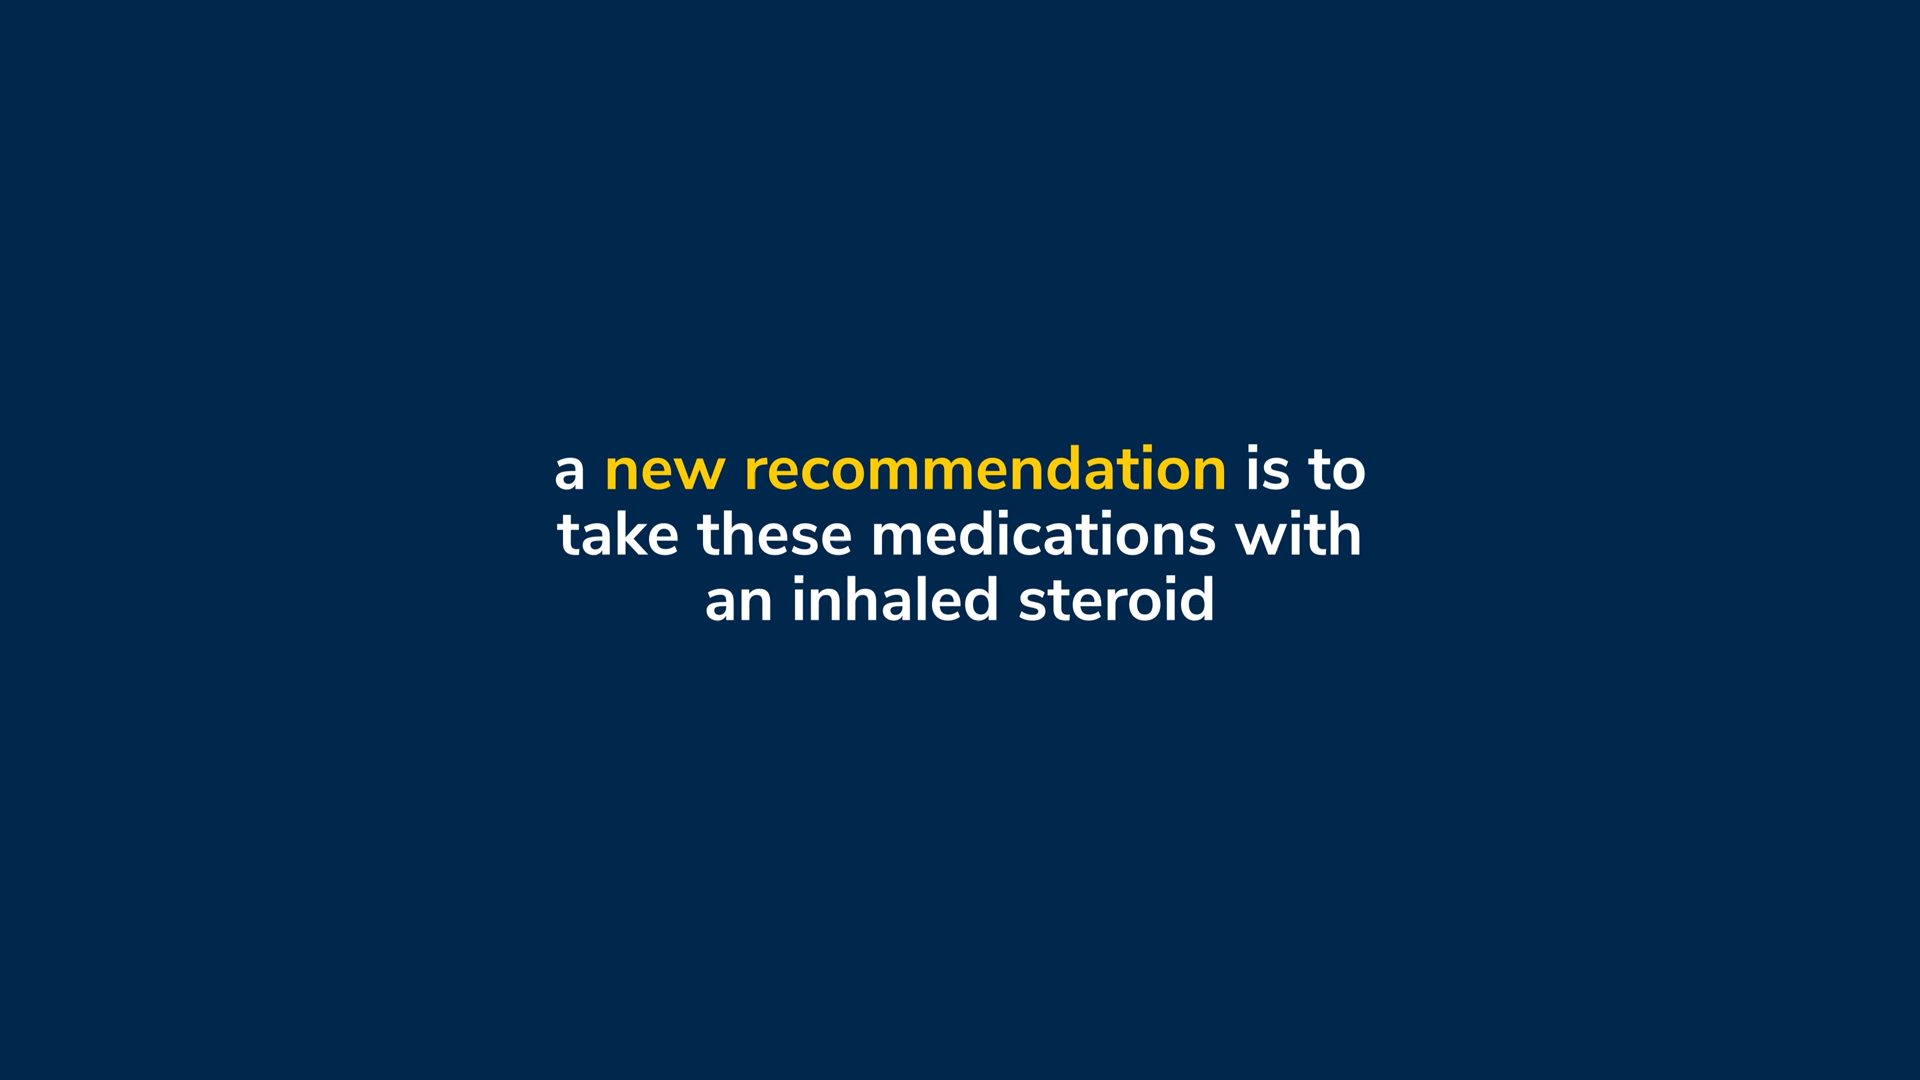 a new recommendation is to
take these medications with
an inhaled steroid